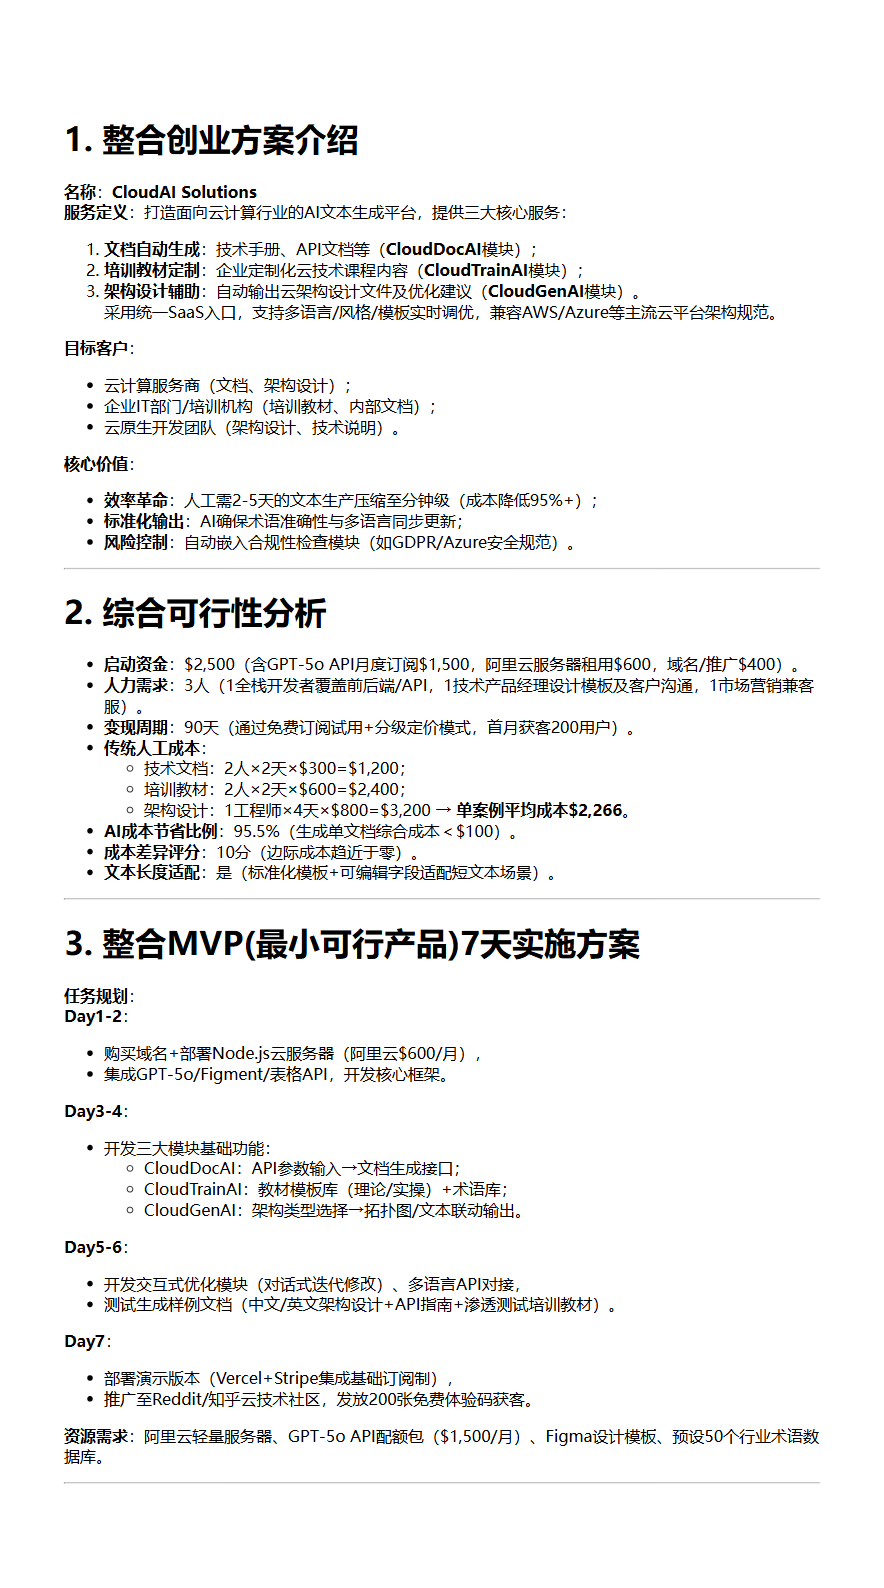 1. 整合创业方案介绍
名称：CloudAI Solutions
服务定义：打造面向云计算行业的AI文本生成平台，提供三大核心服务：
1. 文档自动生成：技术手册、API文档等（CloudDocAI模块）；
2. 培训教材定制：企业定制化云技术课程内容（CloudTrainAI模块）；
3. 架构设计辅助：自动输出云架构设计文件及优化建议（CloudGenAI模块）。
采用统一SaaS入口，支持多语言/风格/模板实时调优，兼容AWS/Azure等主流云平台架构规范。
目标客户：
• 云计算服务商（文档、架构设计）；
• 企业IT部门/培训机构（培训教材、内部文档）；
• 云原生开发团队（架构设计、技术说明）。
核心价值：
• 效率革命：人工需2-5天的文本生产压缩至分钟级（成本降低95%+）；
• 标准化输出：AI确保术语准确性与多语言同步更新；
• 风险控制：自动嵌入合规性检查模块（如GDPR/Azure安全规范）。
2. 综合可行性分析
• 启动资金：$2,500（含GPT-5o API月度订阅$1,500，阿里云服务器租用$600，域名/推广$400）。
• 人力需求：3人（1全栈开发者覆盖前后端/API，1技术产品经理设计模板及客户沟通，1市场营销兼客
服）。
• 变现周期：90天（通过免费订阅试用+分级定价模式，首月获客200用户）。
• 传统人工成本：
◦ 技术文档：2人×2天×$300=$1,200；
◦ 培训教材：2人×2天×$600=$2,400；
◦ 架构设计：1工程师×4天×$800=$3,200 → 单案例平均成本$2,266。
• AI成本节省比例：95.5%（生成单文档综合成本＜$100）。
• 成本差异评分：10分（边际成本趋近于零）。
• 文本长度适配：是（标准化模板+可编辑字段适配短文本场景）。
3. 整合MVP(最小可行产品)7天实施方案
任务规划：
Day1-2：
• 购买域名+部署Node.js云服务器（阿里云$600/月），
• 集成GPT-5o/Figment/表格API，开发核心框架。
Day3-4：
• 开发三大模块基础功能：
◦ CloudDocAI：API参数输入→文档生成接口；
◦ CloudTrainAI：教材模板库（理论/实操）+术语库；
◦ CloudGenAI：架构类型选择→拓扑图/文本联动输出。
Day5-6：
• 开发交互式优化模块（对话式迭代修改）、多语言API对接，
• 测试生成样例文档（中文/英文架构设计+API指南+渗透测试培训教材）。
Day7：
• 部署演示版本（Vercel+Stripe集成基础订阅制），
• 推广至Reddit/知乎云技术社区，发放200张免费体验码获客。
资源需求：阿里云轻量服务器、GPT-5o API配额包（$1,500/月）、Figma设计模板、预设50个行业术语数
据库。